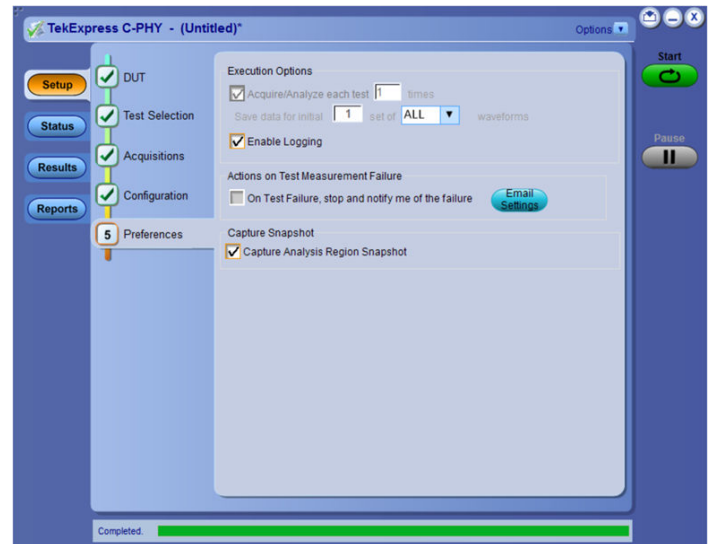 TekExpress C-PHY - (Untitled)*
Options
Start
Pause
Setup
Status
Results
Reports
DUT
Test Selection
Acquisitions
Configuration
5 Preferences
Execution Options
Acquire/Analyze each test 1 times
Save data for initial 1 set of ALL waveforms
Enable Logging
Actions on Test Measurement Failure
On Test Failure, stop and notify me of the failure
Email
Settings
Capture Snapshot
Capture Analysis Region Snapshot
Completed.